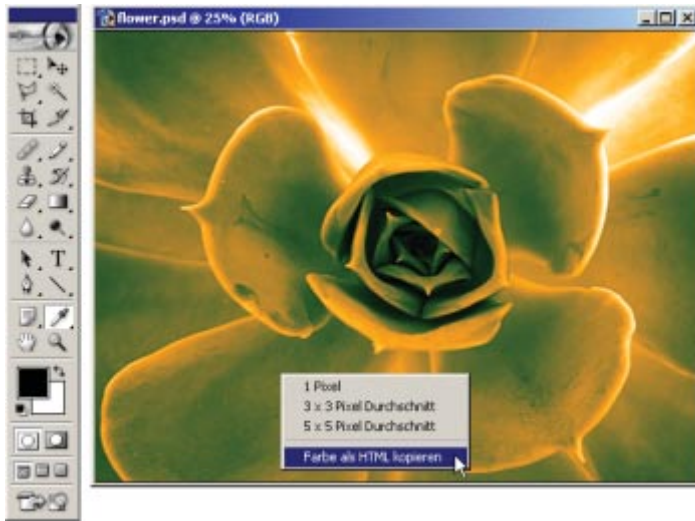 flower.psd @ 25% (RGB)
T
1 Pixel
3 x 3 Pixel Durchschnitt
5 x 5 Pixel Durchschnitt
Farbe als HTML kopieren